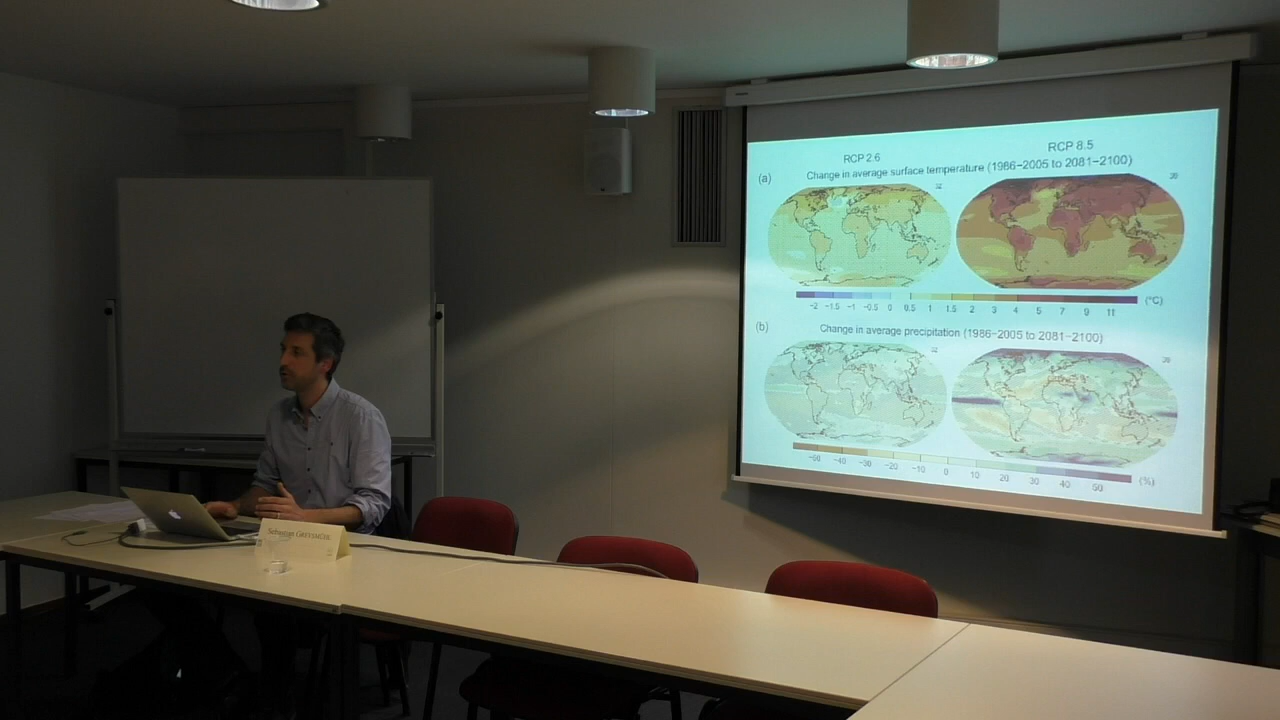 RCP 2.6
RCP 8.5
(a)
Change in average surface temperature (1986−2005 to 2081−2100)
32
39
−2 −1.5 −1 −0.5 0 0.5 1 1.5 2 3 4 5 7 9 11 (°C)
(b)
Change in average precipitation (1986−2005 to 2081−2100)
32
39
−50 −40 −30 −20 −10 0 10 20 30 40 50 (%)